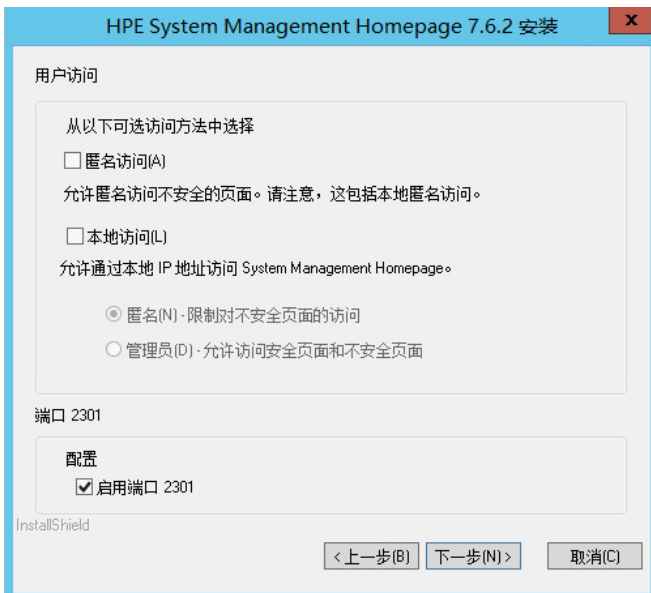 HPE System Management Homepage 7.6.2 安装
x
用户访问
从以下可选访问方法中选择
匿名访问(A)
允许匿名访问不安全的页面。请注意，这包括本地匿名访问。
本地访问(L)
允许通过本地 IP 地址访问 System Management Homepage。
匿名(N) - 限制对不安全页面的访问
管理员(D) - 允许访问安全页面和不安全页面
端口 2301
配置
启用端口 2301
InstallShield
<上一步(B) 下一步(N)> 取消(C)